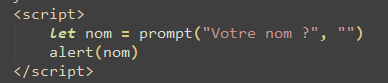 <script>
let nom = prompt("Votre nom ?", "")
alert(nom)
</script>